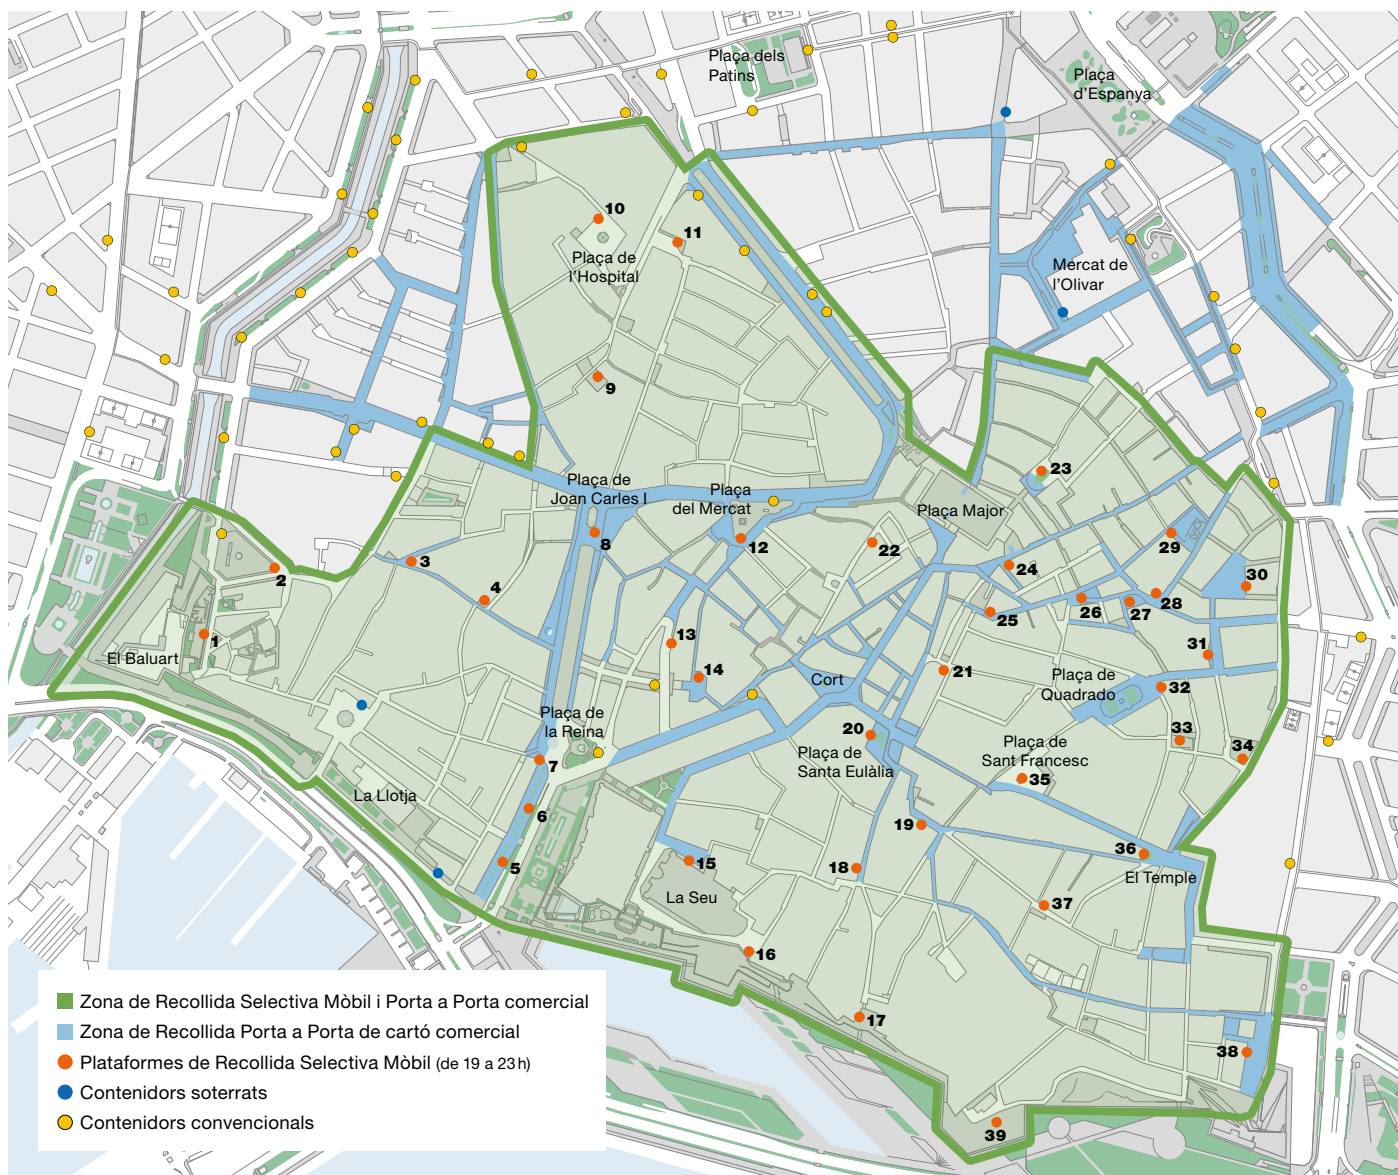 Plaça dels
Patins
Plaça
d'Espanya
10
11
Plaça de
l'Hospital
Mercat de
l'Olivar
9
23
Plaça de
Joan Carles I
Plaça
del Mercat
Plaça Major
8
12
22
29
3
2
24
30
4
26
27
28
25
1
13
31
El Baluart
14
Cort
21
Plaça de
Quadrado
32
Plaça de
la Reina
20
Plaça de
Santa Eulàlia
Plaça de
Sant Francesc
33
34
7
35
La Llotja
6
19
5
15
18
36
La Seu
El Temple
37
16
17
38
39
Zona de Recollida Selectiva Mòbil i Porta a Porta comercial
Zona de Recollida Porta a Porta de cartó comercial
Plataformes de Recollida Selectiva Mòbil (de 19 a 23 h)
Contenidors soterrats
Contenidors convencionals